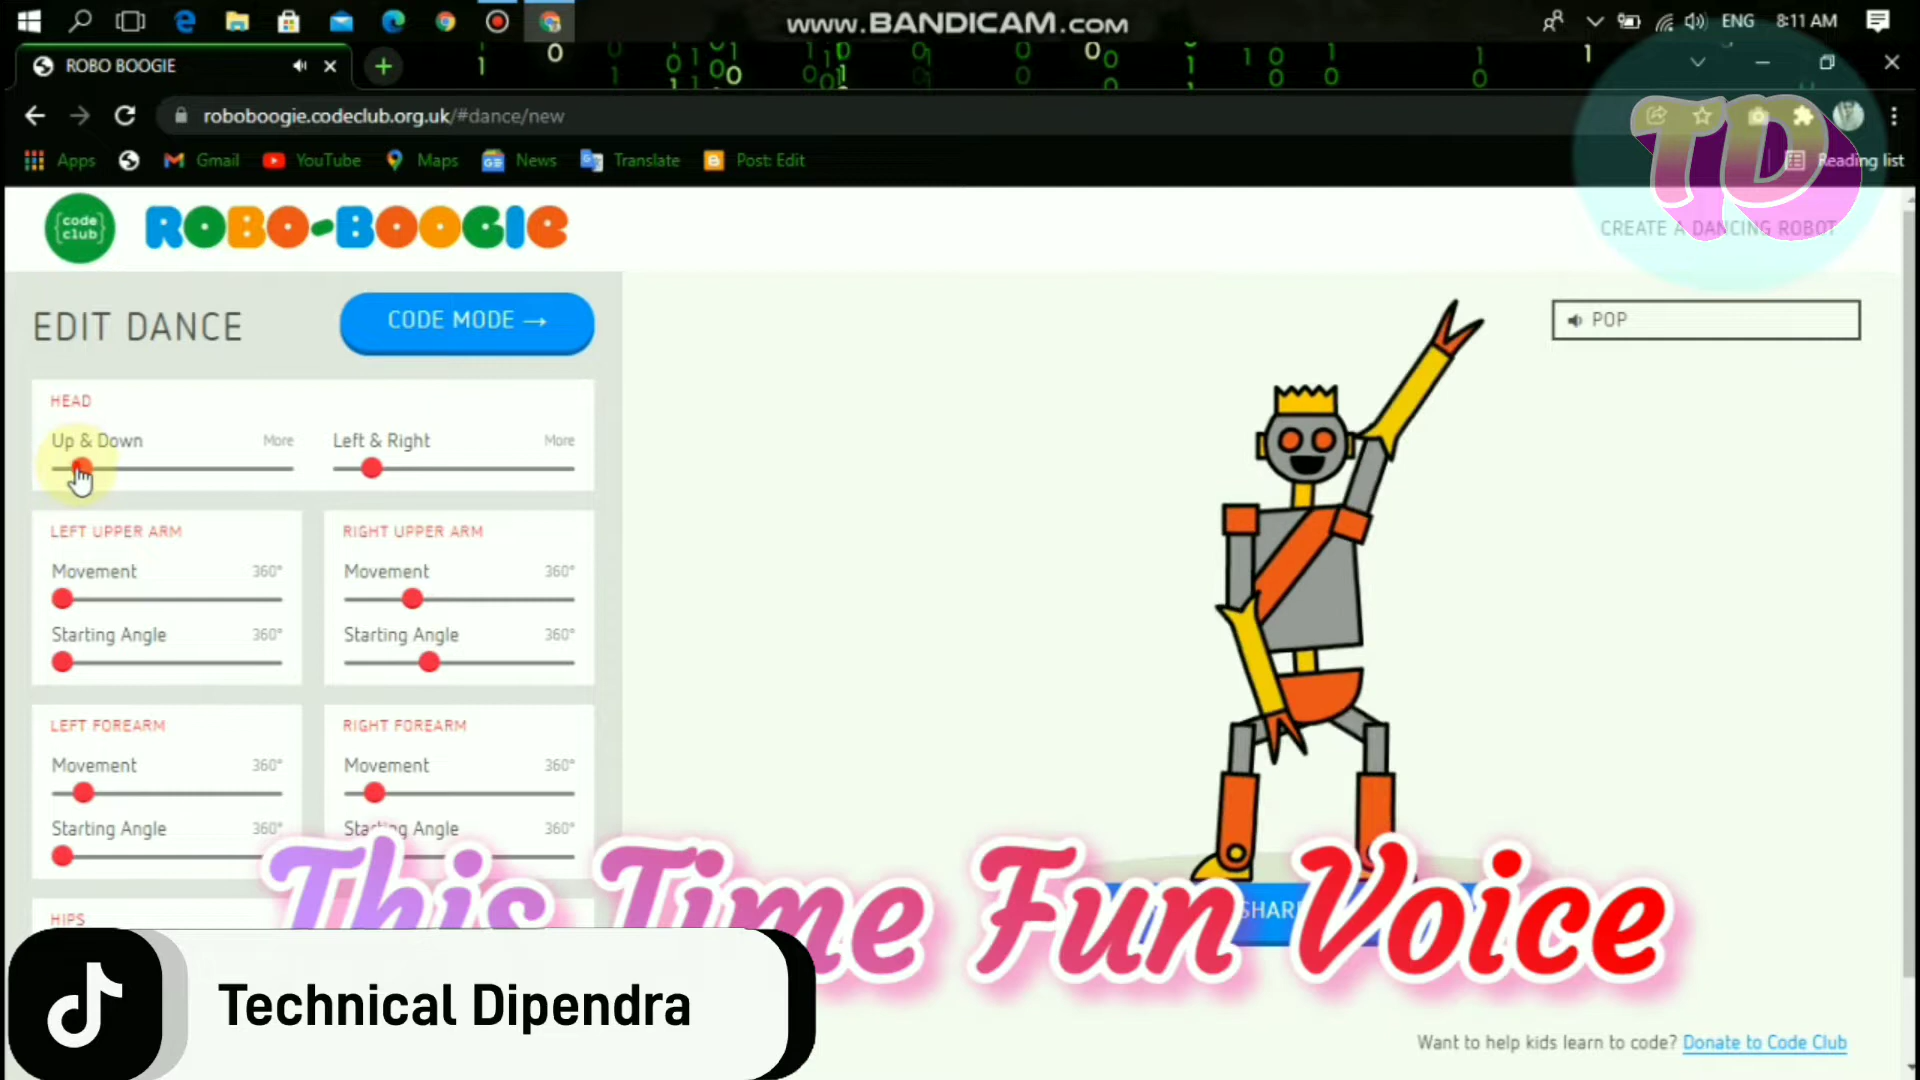 www.BANDICAM.com
ENG 8:11 AM
ROBO BOOGIE
roboboogie.codeclub.org.uk/#dance/new
Apps Gmail YouTube Maps News Translate Post: Edit Reading list
TD
{code club} ROBO-BOOGIE
CREATE A DANCING ROBOT
EDIT DANCE CODE MODE →
POP
HEAD
Up & Down More Left & Right More
LEFT UPPER ARM RIGHT UPPER ARM
Movement 360° Movement 360°
Starting Angle 360° Starting Angle 360°
LEFT FOREARM RIGHT FOREARM
Movement 360° Movement 360°
Starting Angle 360° Starting Angle 360°
This Time Fun Voice
SHAR
HIPS
Technical Dipendra
Want to help kids learn to code? Donate to Code Club